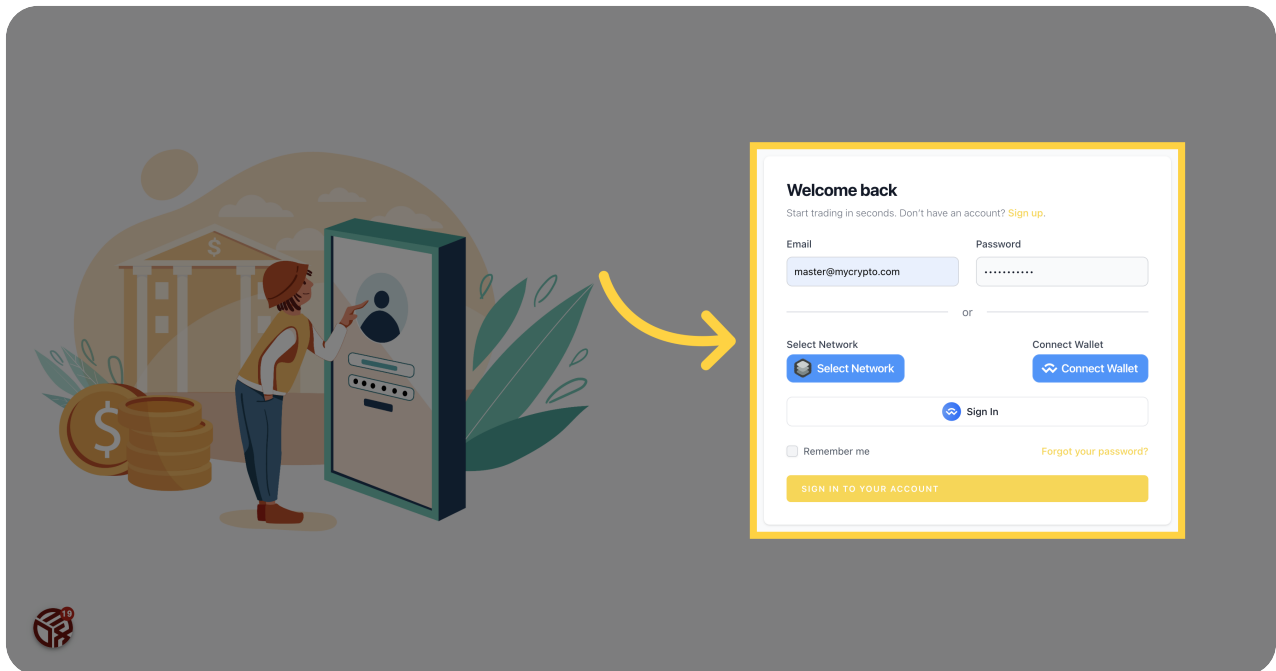 Welcome back
Start trading in seconds. Don't have an account? Sign up.
Email Password
master@mycrypto.com •••••••••••
or
Select Network Connect Wallet
Select Network Connect Wallet
Sign In
Remember me Forgot your password?
SIGN IN TO YOUR ACCOUNT
$
$
19